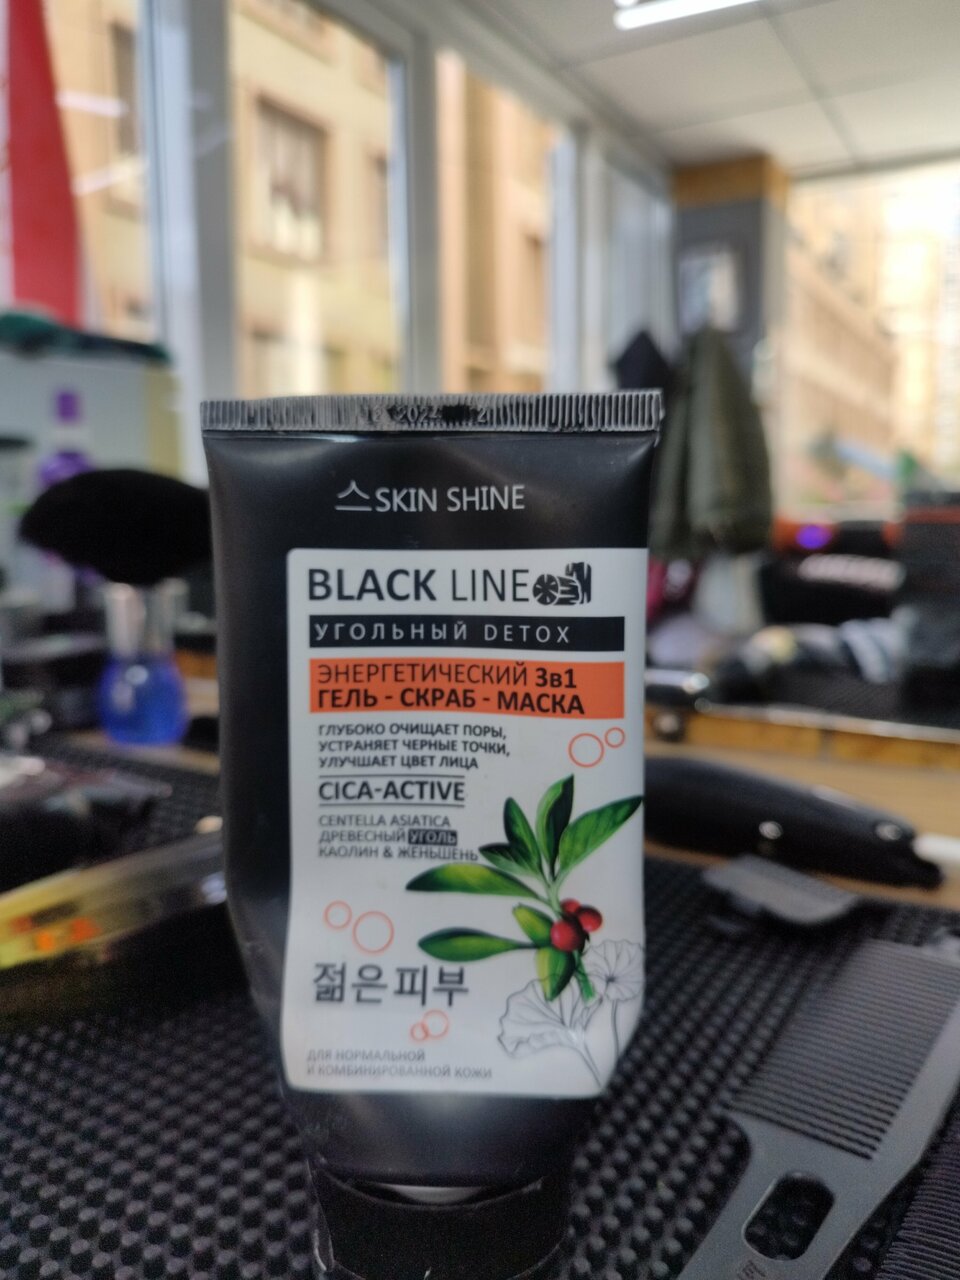 2024
SKIN SHINE
BLACK LINE
УГОЛЬНЫЙ DETOX
ЭНЕРГЕТИЧЕСКИЙ 3в1
ГЕЛЬ - СКРАБ - МАСКА
ГЛУБОКО ОЧИЩАЕТ ПОРЫ,
УСТРАНЯЕТ ЧЕРНЫЕ ТОЧКИ,
УЛУЧШАЕТ ЦВЕТ ЛИЦА
CICA-ACTIVE
CENTELLA ASIATICA
ДРЕВЕСНЫЙ УГОЛЬ
КАОЛИН & ЖЕНЬШЕНЬ
젊은피부
ДЛЯ НОРМАЛЬНОЙ
И КОМБИНИРОВАННОЙ КОЖИ